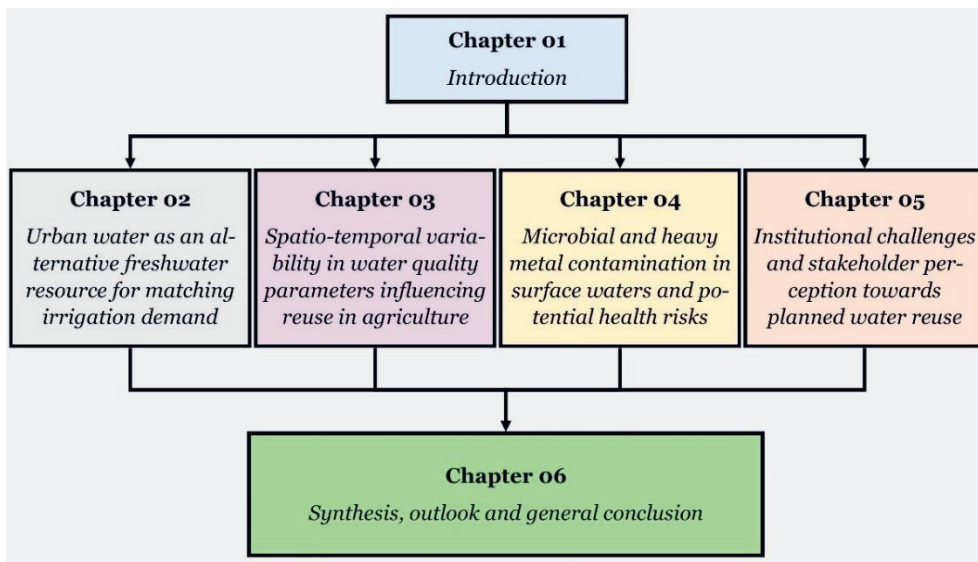 Chapter 01
Introduction
Chapter 02
Urban water as an al-
ternative freshwater
resource for matching
irrigation demand
Chapter 03
Spatio-temporal varia-
bility in water quality
parameters influencing
reuse in agriculture
Chapter 04
Microbial and heavy
metal contamination in
surface waters and po-
tential health risks
Chapter 05
Institutional challenges
and stakeholder per-
ception towards
planned water reuse
Chapter 06
Synthesis, outlook and general conclusion